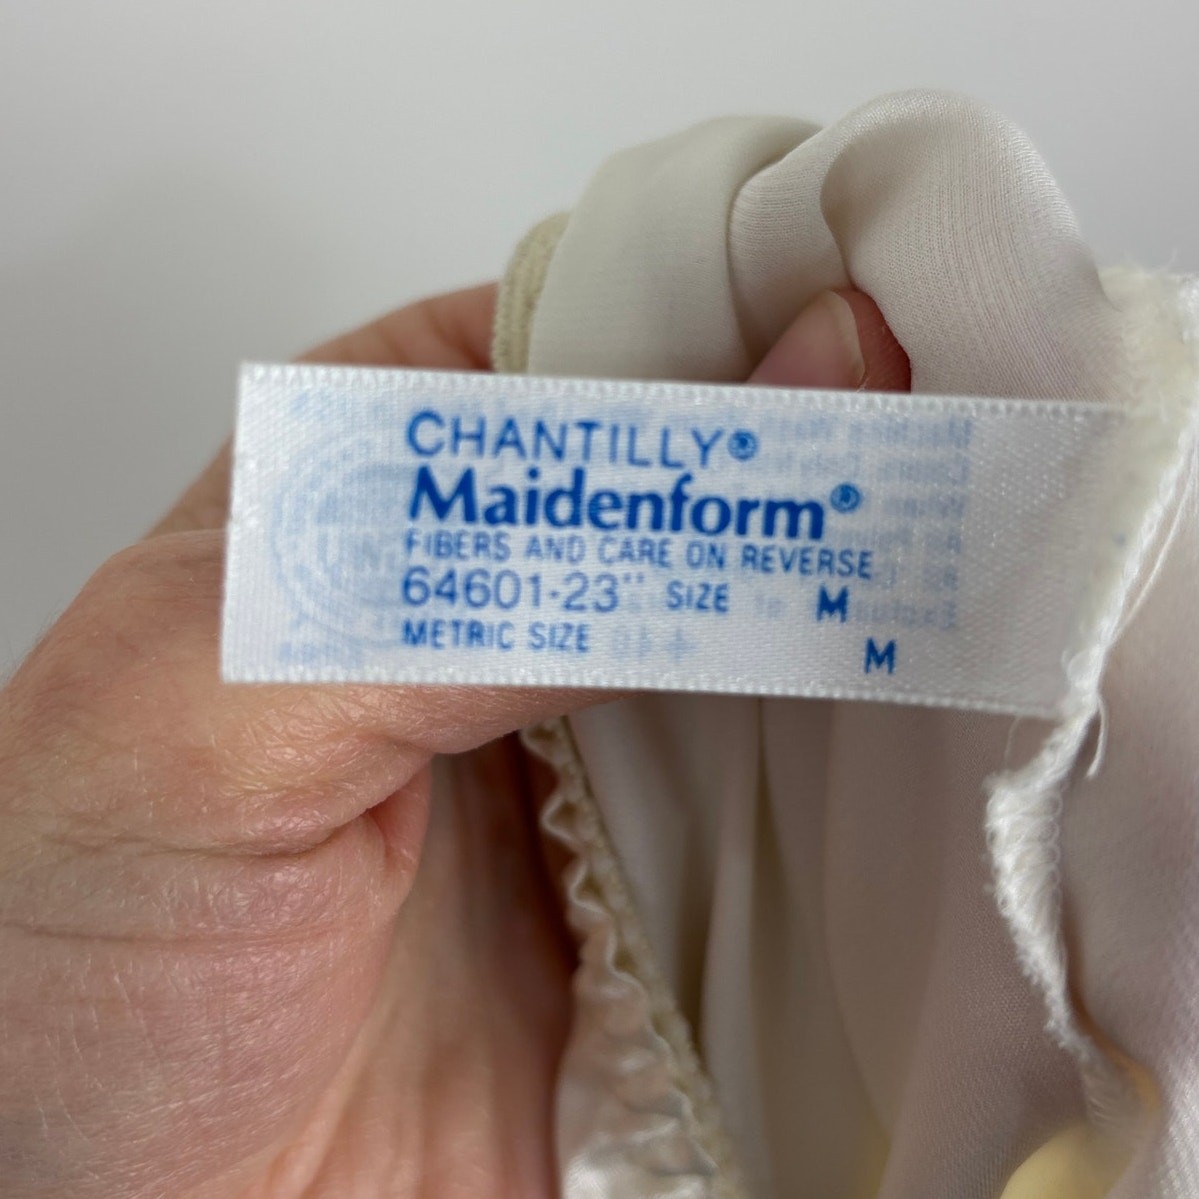 CHANTILLY®
Maidenform®
FIBERS AND CARE ON REVERSE
64601-23" SIZE M
METRIC SIZE M